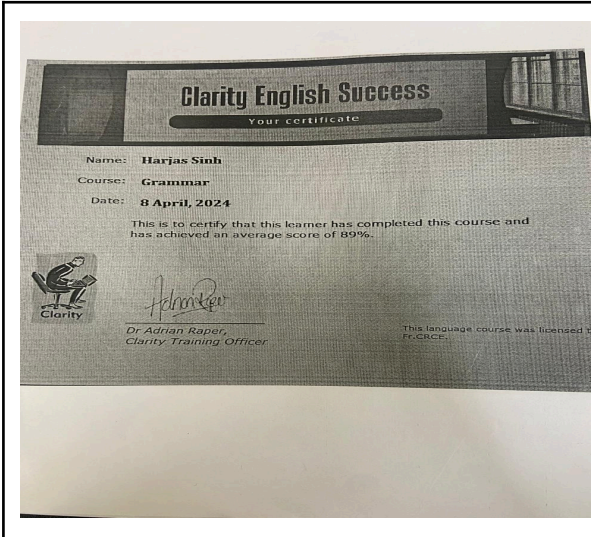 Clarity English Success
Your certificate
Name: Harjas Sinh
Course: Grammar
Date: 8 April, 2024
This is to certify that this learner has completed this course and
has achieved an average score of 89%.
Clarity
Dr Adrian Raper,
Clarity Training Officer
This language course was licensed t
Fr.CRCE.